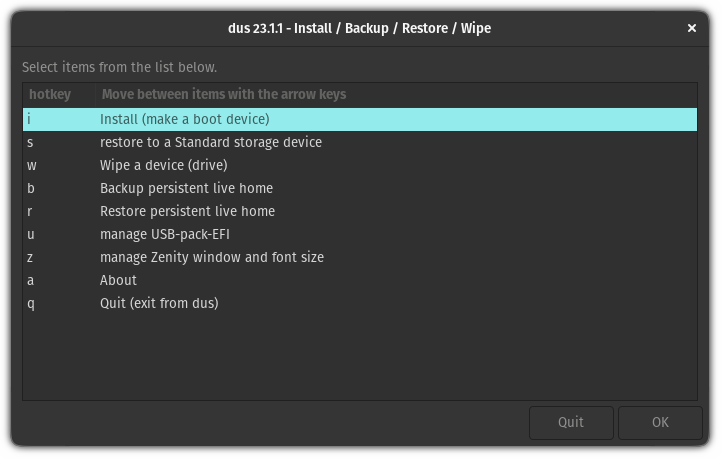 dus 23.1.1 - Install / Backup / Restore / Wipe ×
Select items from the list below.
hotkey Move between items with the arrow keys
i Install (make a boot device)
s restore to a Standard storage device
w Wipe a device (drive)
b Backup persistent live home
r Restore persistent live home
u manage USB-pack-EFI
z manage Zenity window and font size
a About
q Quit (exit from dus)
Quit OK